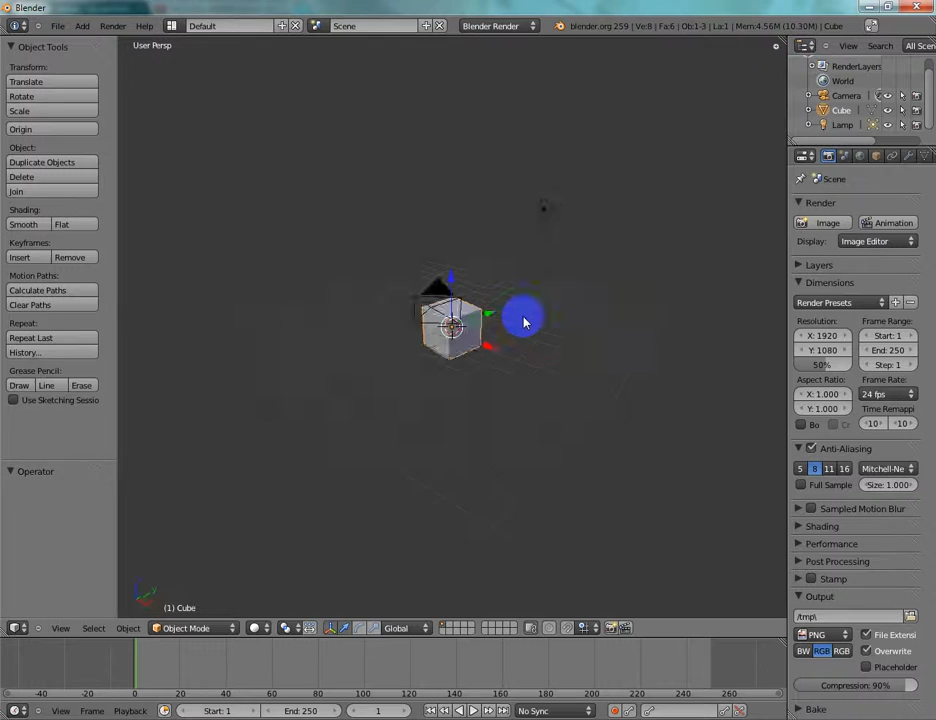 Blender
File Add Render Help Default Scene Blender Render blender.org 259 | Ve:8 | Fa:6 | Ob:1-3 | La:1 | Mem:4.56M (10.30M) | Cube
Object Tools
Transform:
Translate
Rotate
Scale
Origin
Object:
Duplicate Objects
Delete
Join
Shading:
Smooth Flat
Keyframes:
Insert Remove
Motion Paths:
Calculate Paths
Clear Paths
Repeat:
Repeat Last
History...
Grease Pencil:
Draw Line Erase
Use Sketching Sessio
Operator
User Persp
(1) Cube
View Select Object Object Mode Global
View Search All Scen
RenderLayers
World
Camera
Cube
Lamp
Scene
Render
Image Animation
Display: Image Editor
Layers
Dimensions
Render Presets
Resolution: Frame Range:
X: 1920 Start: 1
Y: 1080 End: 250
50% Step: 1
Aspect Ratio: Frame Rate:
X: 1.000 24 fps
Y: 1.000 Time Remappi
Bo Cr 10 10
Anti-Aliasing
5 8 11 16 Mitchell-Ne
Full Sample Size: 1.000
Sampled Motion Blur
Shading
Performance
Post Processing
Stamp
Output
/tmp\
PNG File Extensi
BW RGB RGB Overwrite
Placeholder
Compression: 90%
Bake
-40 -20 0 20 40 60 80 100 120 140 160 180 200 220 240 260
View Frame Playback Start: 1 End: 250 1 No Sync